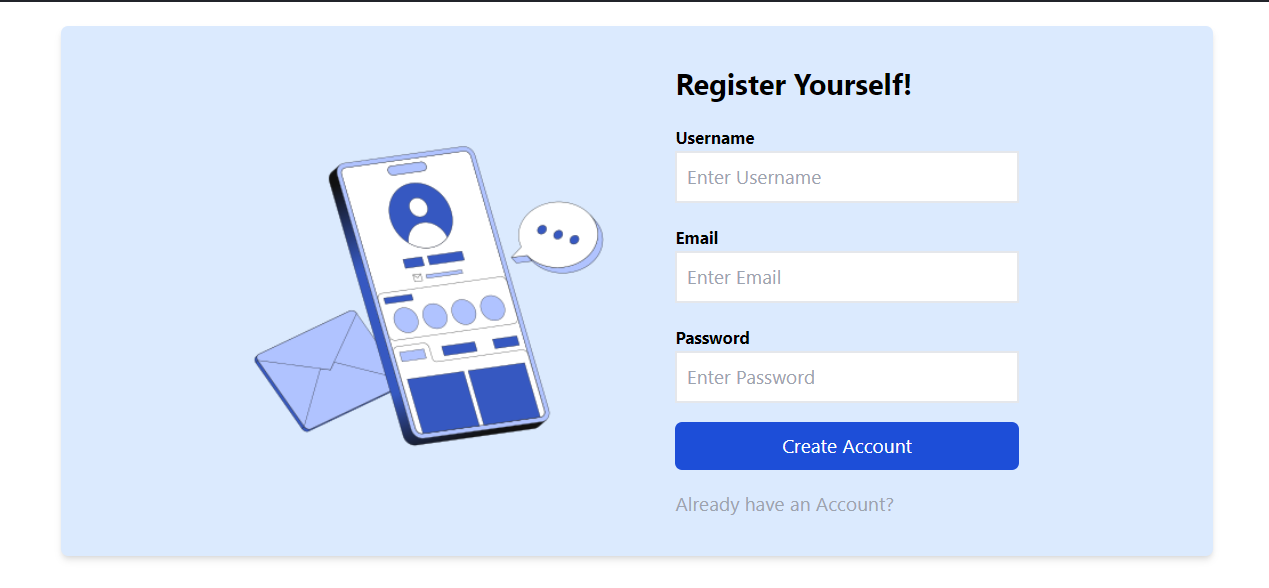 Register Yourself!
Username
Enter Username
Email
Enter Email
Password
Enter Password
Create Account
Already have an Account?